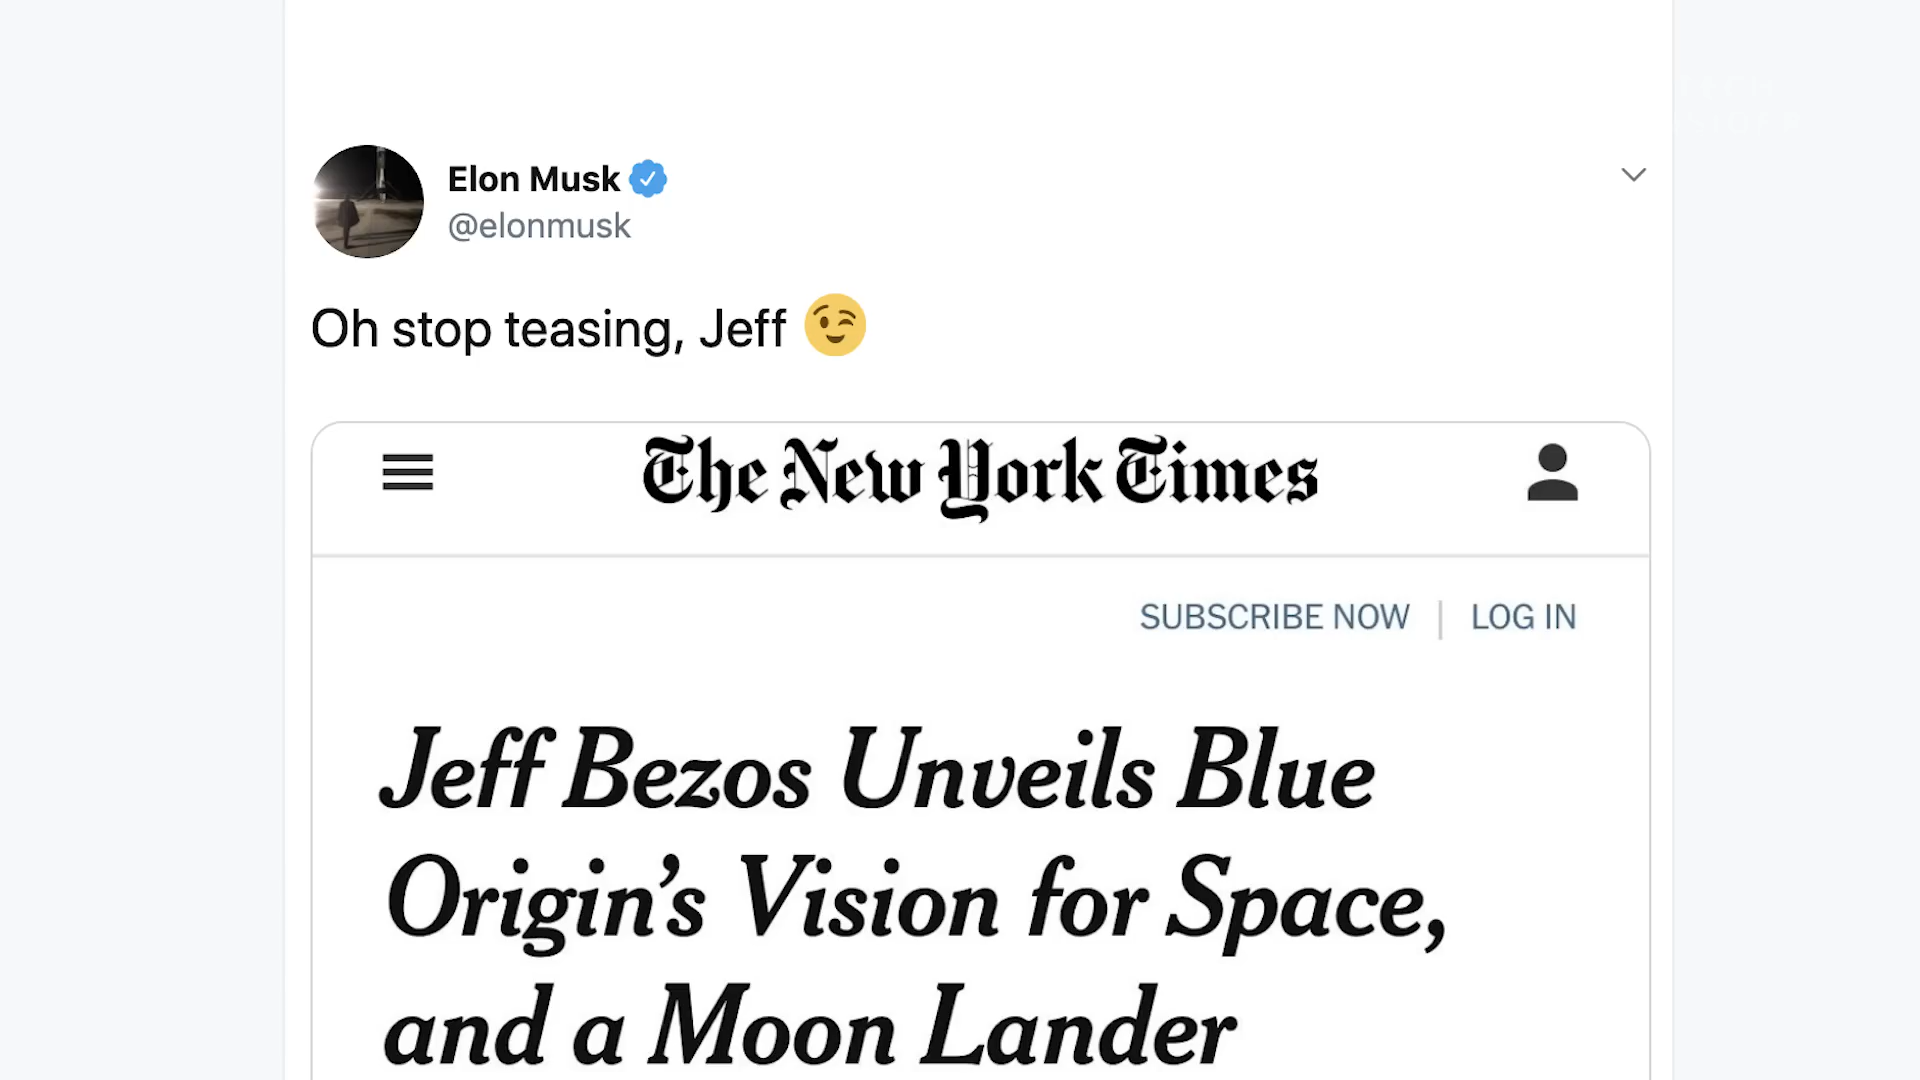 Elon Musk
@elonmusk
Oh stop teasing, Jeff 😉
The New York Times
SUBSCRIBE NOW | LOG IN
Jeff Bezos Unveils Blue
Origin’s Vision for Space,
and a Moon Lander